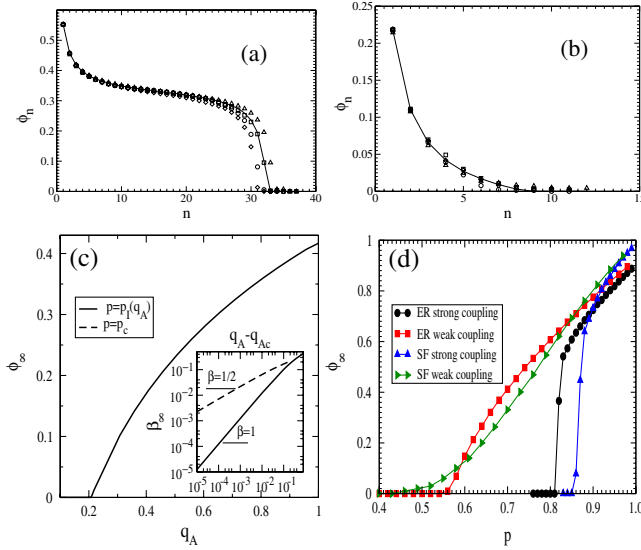 (a)
0.5
0.4
0.3
0.2
0.1
0
ϕn
0 10 20 30 40
n
(b)
0.25
0.2
0.15
0.1
0.05
0
ϕn
0 5 10 15
n
(c)
0.4
0.3
0.2
0.1
0
ϕ∞
p=pI(qA)
p=pc
qA-qAc
β=1/2
β=1
10-1
10-2
10-3
10-4
10-5
β∞
10-5 10-4 10-3 10-2 10-1
0.2 0.4 0.6 0.8 1
qA
(d)
1
0.8
0.6
0.4
0.2
0
ϕ∞
ER strong coupling
ER weak coupling
SF strong coupling
SF weak coupling
0.4 0.5 0.6 0.7 0.8 0.9 1.0
p